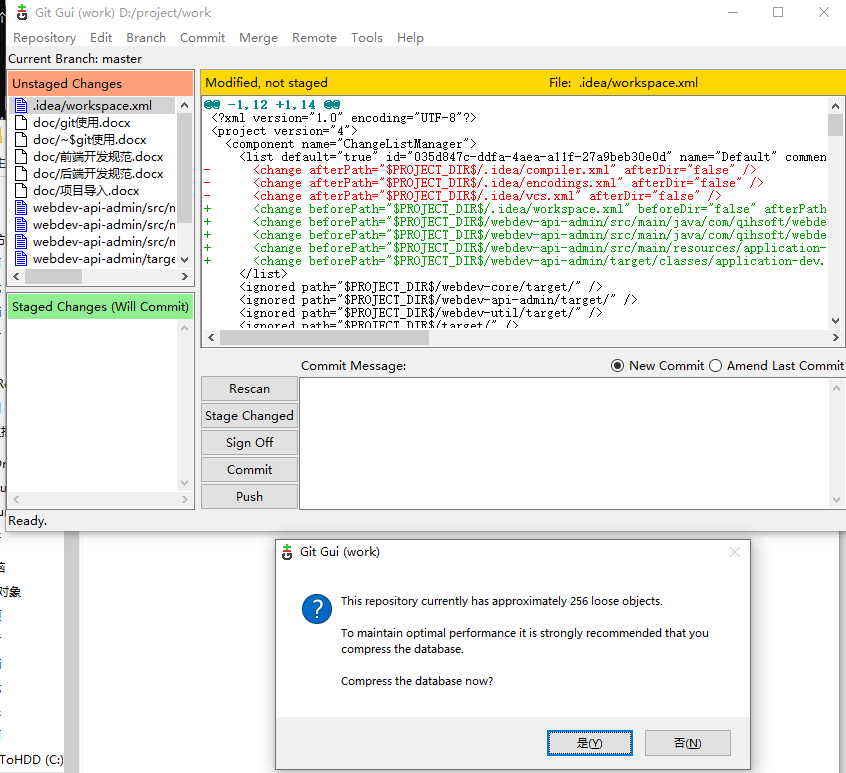 Git Gui (work) D:/project/work
Repository Edit Branch Commit Merge Remote Tools Help
Current Branch: master
Unstaged Changes
.idea/workspace.xml
doc/git使用.docx
doc/~$git使用.docx
doc/前端开发规范.docx
doc/后端开发规范.docx
doc/项目导入.docx
webdev-api-admin/src/n
webdev-api-admin/src/n
webdev-api-admin/src/n
webdev-api-admin/targe
Staged Changes (Will Commit)
Modified, not staged File: .idea/workspace.xml
@@ -1,12 +1,14 @@
<?xml version="1.0" encoding="UTF-8"?>
<project version="4">
<component name="ChangeListManager">
<list default="true" id="035d847c-ddfa-4aea-a11f-27a9beb30e0d" name="Default" commen
- <change afterPath="$PROJECT_DIR$/.idea/compiler.xml" afterDir="false" />
- <change afterPath="$PROJECT_DIR$/.idea/encodings.xml" afterDir="false" />
- <change afterPath="$PROJECT_DIR$/.idea/vcs.xml" afterDir="false" />
+ <change beforePath="$PROJECT_DIR$/.idea/workspace.xml" beforeDir="false" afterPath
+ <change beforePath="$PROJECT_DIR$/webdev-api-admin/src/main/java/com/qihsoft/webde
+ <change beforePath="$PROJECT_DIR$/webdev-api-admin/src/main/java/com/qihsoft/webde
+ <change beforePath="$PROJECT_DIR$/webdev-api-admin/src/main/resources/application-
+ <change beforePath="$PROJECT_DIR$/webdev-api-admin/target/classes/application-dev.
</list>
<ignored path="$PROJECT_DIR$/webdev-core/target/" />
<ignored path="$PROJECT_DIR$/webdev-api-admin/target/" />
<ignored path="$PROJECT_DIR$/webdev-util/target/" />
<ignored path="$PROJECT_DIR$/target/" />
Commit Message: New Commit Amend Last Commit
Rescan
Stage Changed
Sign Off
Commit
Push
Ready.
Git Gui (work)
This repository currently has approximately 256 loose objects.
To maintain optimal performance it is strongly recommended that you
compress the database.
Compress the database now?
是(Y) 否(N)
对象
ToHDD (C:)